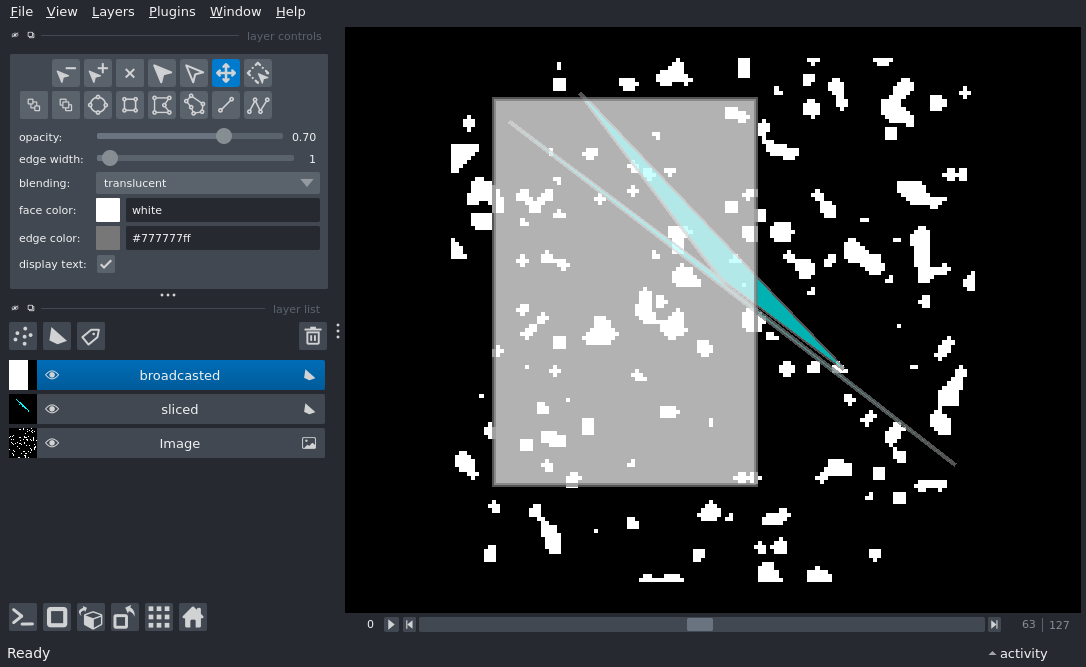 File View Layers Plugins Window Help
layer controls
opacity: 0.70
edge width: 1
blending: translucent
face color: white
edge color: #777777ff
display text:
layer list
broadcasted
sliced
Image
0 63 127
Ready activity